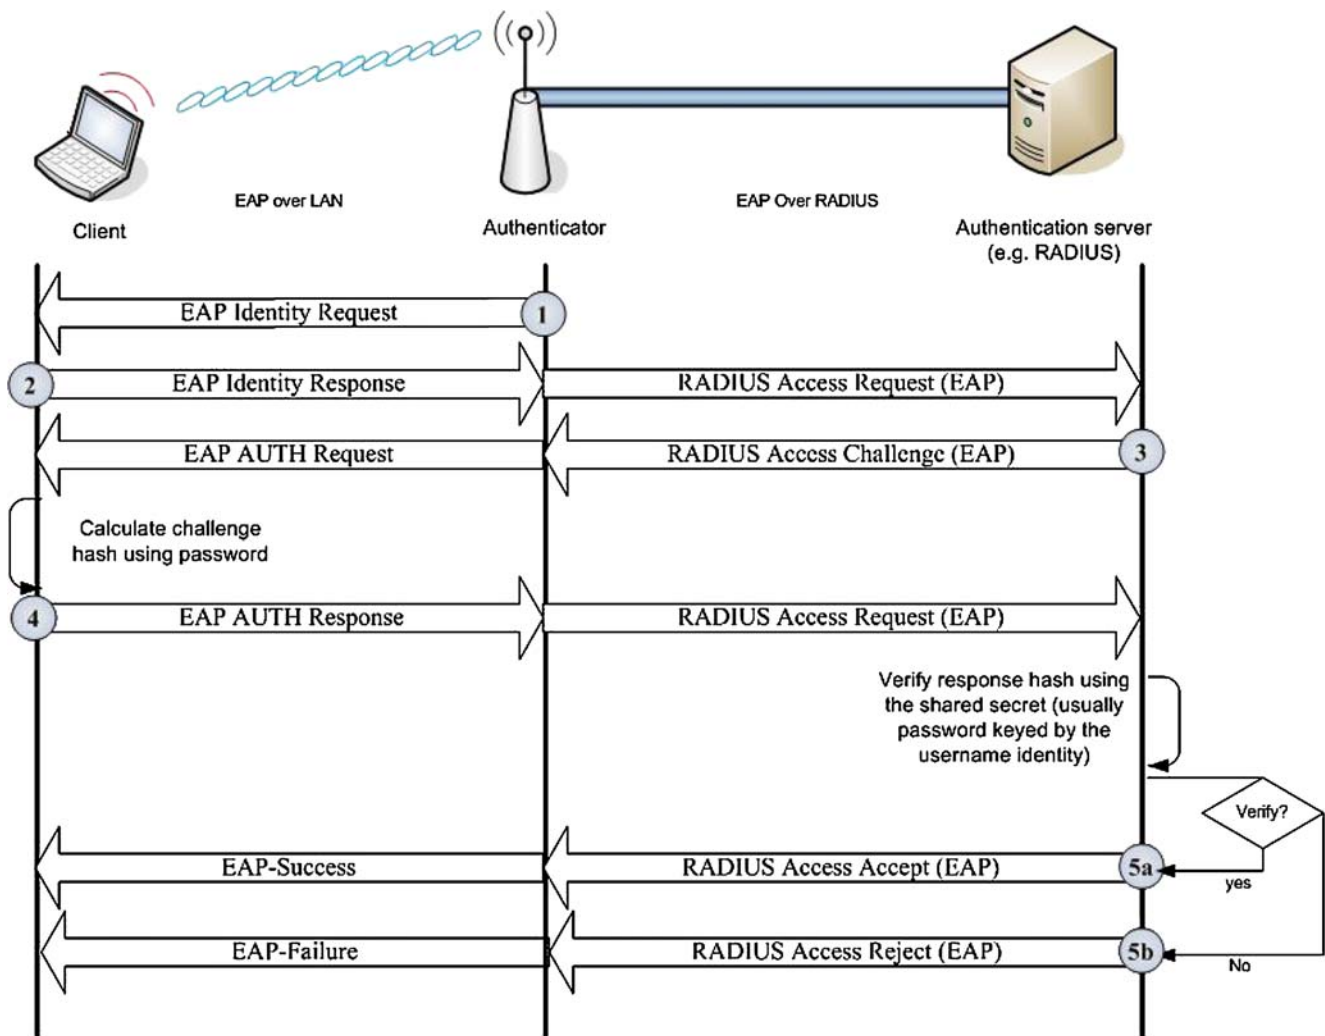 EAP over LAN
EAP Over RADIUS
Client
Authenticator
Authentication server
(e.g. RADIUS)
EAP Identity Request
1
2
EAP Identity Response
RADIUS Access Request (EAP)
EAP AUTH Request
RADIUS Access Challenge (EAP)
3
Calculate challenge
hash using password
4
EAP AUTH Response
RADIUS Access Request (EAP)
Verify response hash using
the shared secret (usually
password keyed by the
username identity)
Verify?
EAP-Success
RADIUS Access Accept (EAP)
5a
yes
EAP-Failure
RADIUS Access Reject (EAP)
5b
No